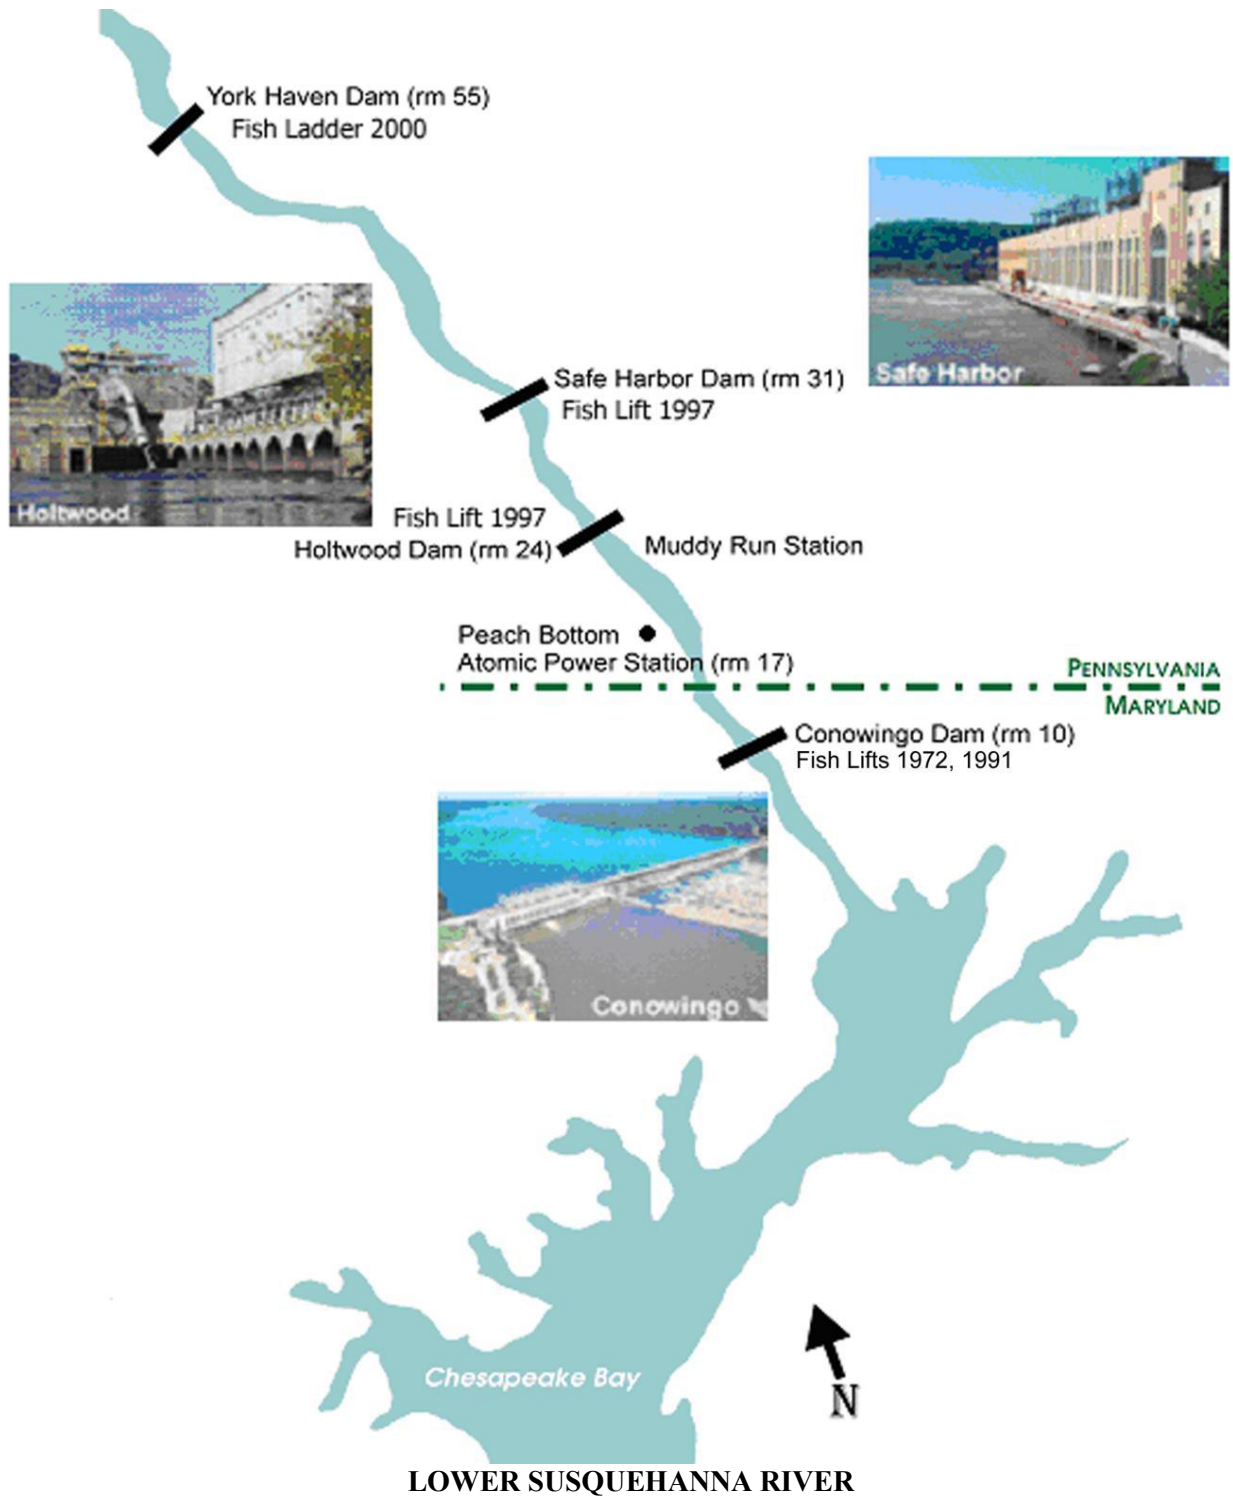 York Haven Dam (rm 55)
Fish Ladder 2000
Safe Harbor
Holtwood
Safe Harbor Dam (rm 31)
Fish Lift 1997
Fish Lift 1997
Holtwood Dam (rm 24)
Muddy Run Station
Peach Bottom
Atomic Power Station (rm 17)
PENNSYLVANIA
MARYLAND
Conowingo Dam (rm 10)
Fish Lifts 1972, 1991
Conowingo
Chesapeake Bay
N
LOWER SUSQUEHANNA RIVER